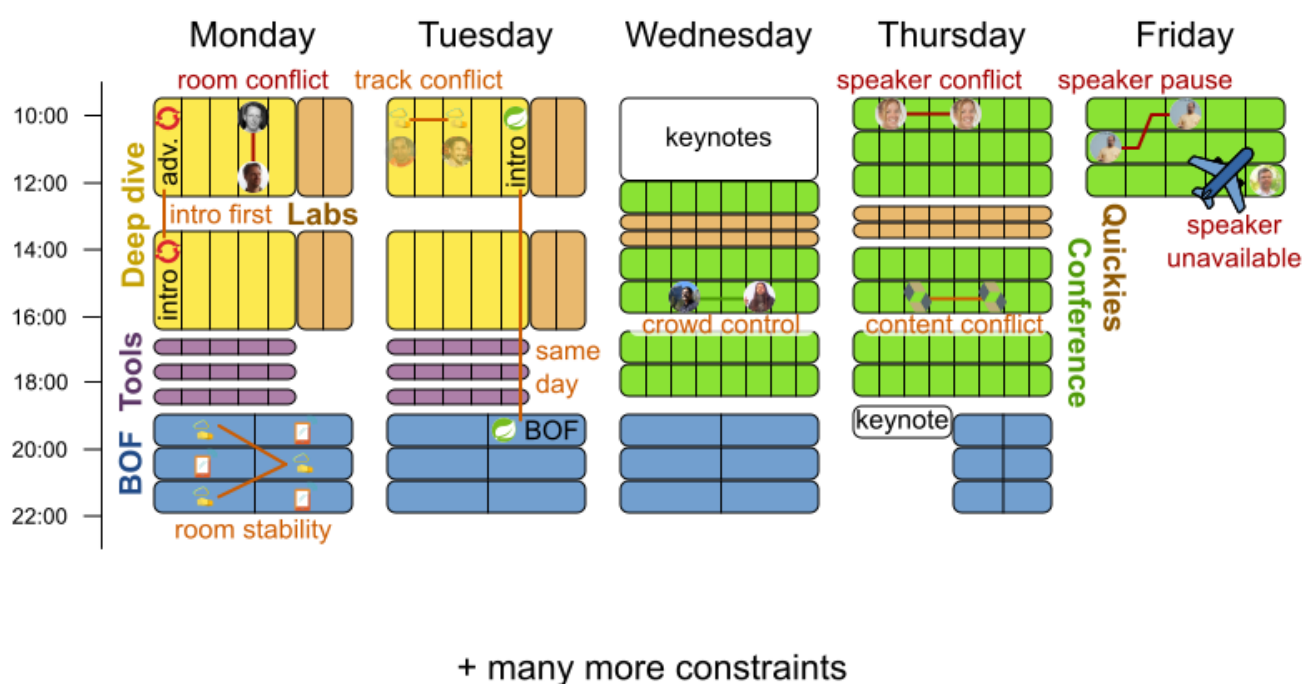 Monday
Tuesday
Wednesday
Thursday
Friday
room conflict
track conflict
speaker conflict
speaker pause
10:00
12:00
14:00
16:00
18:00
20:00
22:00
Deep dive
Tools
BOF
adv.
intro first
Labs
intro
intro
same
day
BOF
room stability
keynotes
crowd control
content conflict
keynote
Quickies
Conference
speaker
unavailable
+ many more constraints